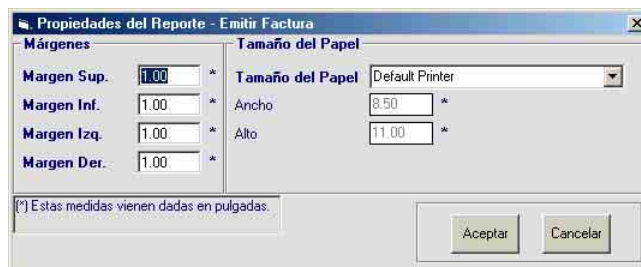 Propiedades del Reporte - Emitir Factura
Márgenes
Margen Sup. 1.00 *
Margen Inf. 1.00 *
Margen Izq. 1.00 *
Margen Der. 1.00 *
Tamaño del Papel
Tamaño del Papel Default Printer
Ancho 8.50 *
Alto 11.00 *
(*) Estas medidas vienen dadas en pulgadas.
Aceptar Cancelar